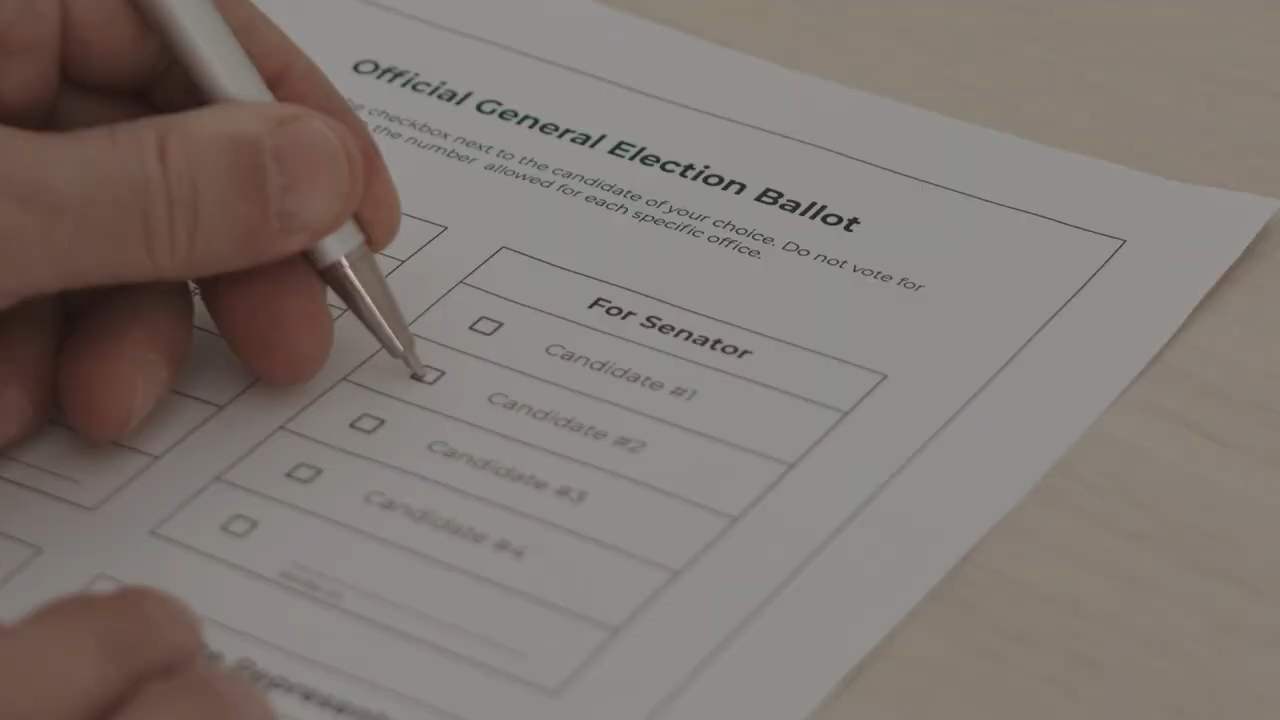 Official General Election Ballot
checkbox next to the candidate of your choice. Do not vote for
the number allowed for each specific office.
For Senator
Candidate #1
Candidate #2
Candidate #3
Candidate #4